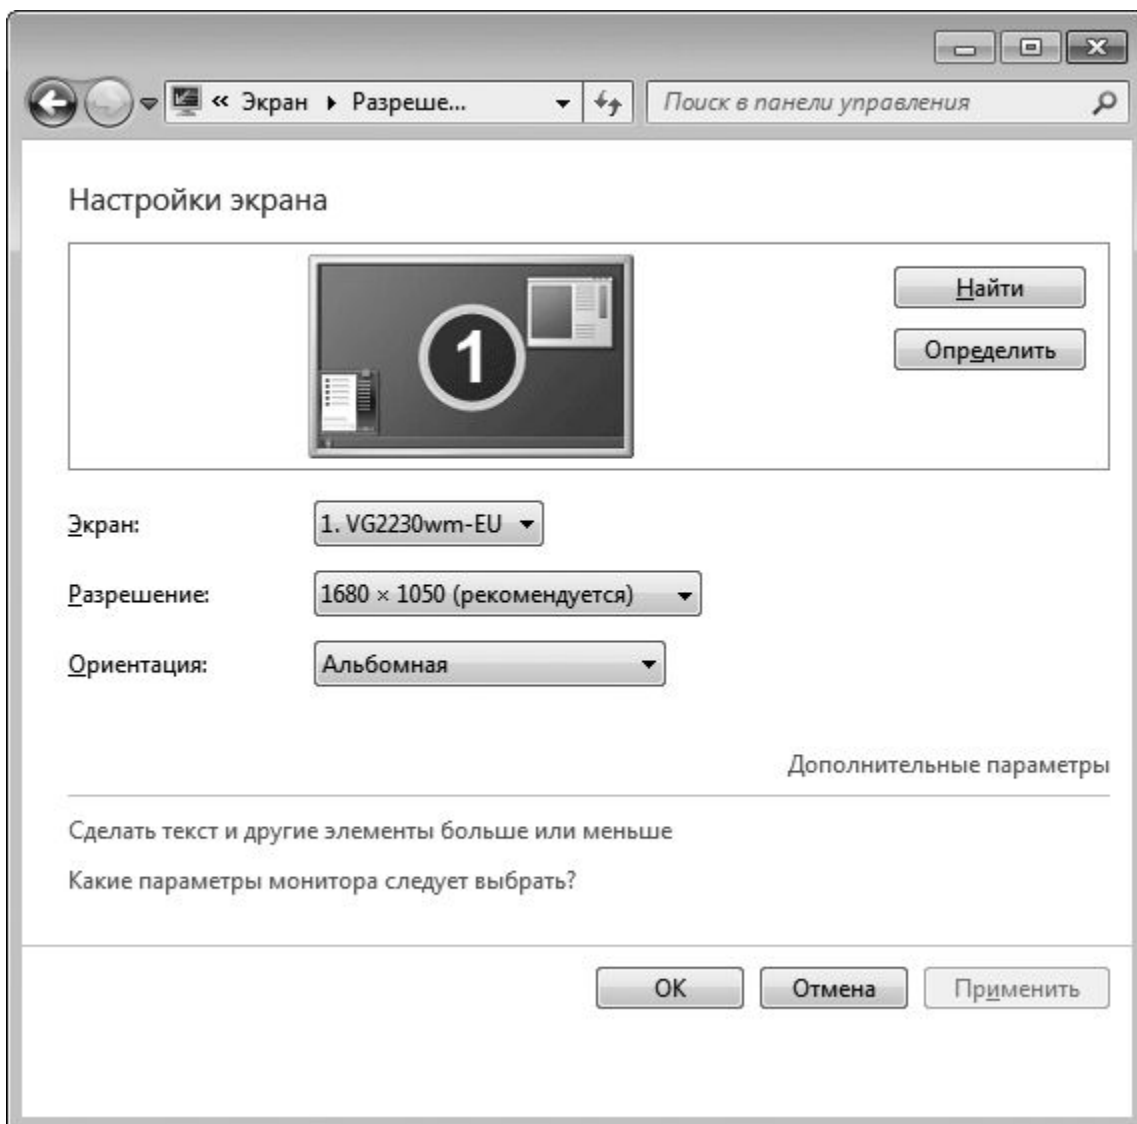 « Экран Разреше... Поиск в панели управления
Настройки экрана
1
Найти
Определить
Экран: 1. VG2230wm-EU
Разрешение: 1680 × 1050 (рекомендуется)
Ориентация: Альбомная
Дополнительные параметры
Сделать текст и другие элементы больше или меньше
Какие параметры монитора следует выбрать?
ОК Отмена Применить